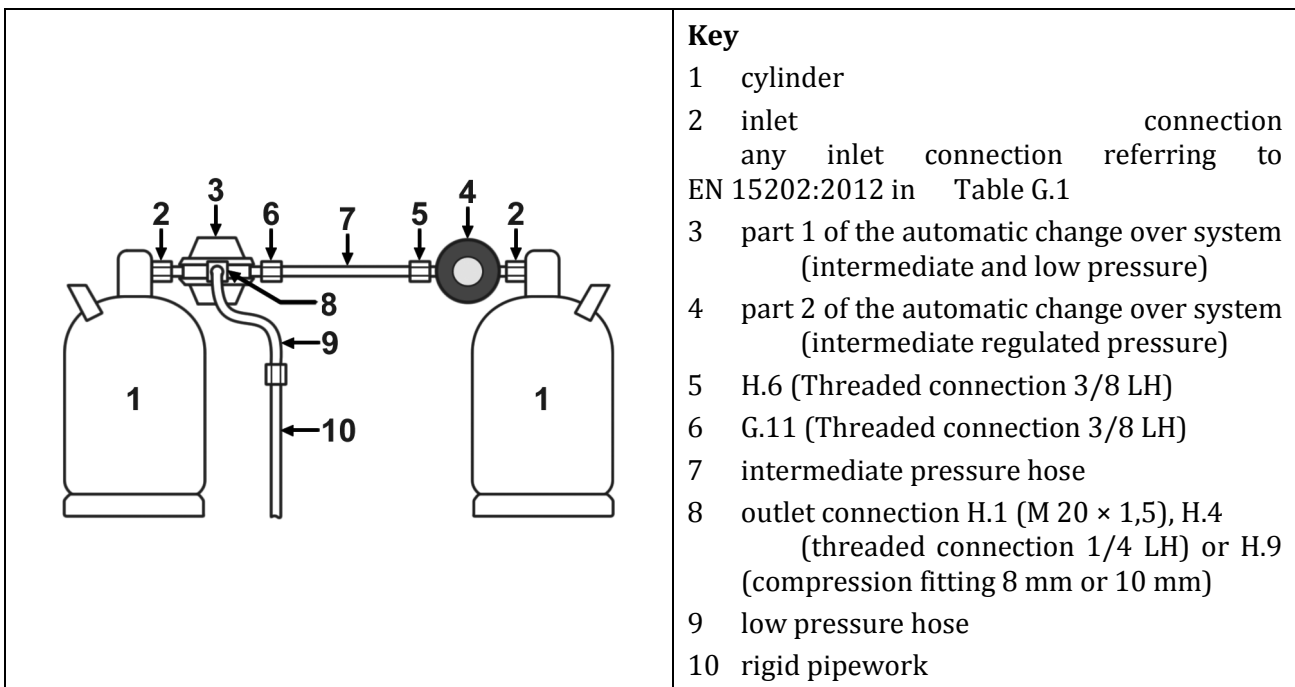 3
6
4
2
7
5
2
8
9
1
1
10
Key
1 cylinder
2 inlet connection
any inlet connection referring to
EN 15202:2012 in Table G.1
3 part 1 of the automatic change over system
(intermediate and low pressure)
4 part 2 of the automatic change over system
(intermediate regulated pressure)
5 H.6 (Threaded connection 3/8 LH)
6 G.11 (Threaded connection 3/8 LH)
7 intermediate pressure hose
8 outlet connection H.1 (M 20 × 1,5), H.4
(threaded connection 1/4 LH) or H.9
(compression fitting 8 mm or 10 mm)
9 low pressure hose
10 rigid pipework